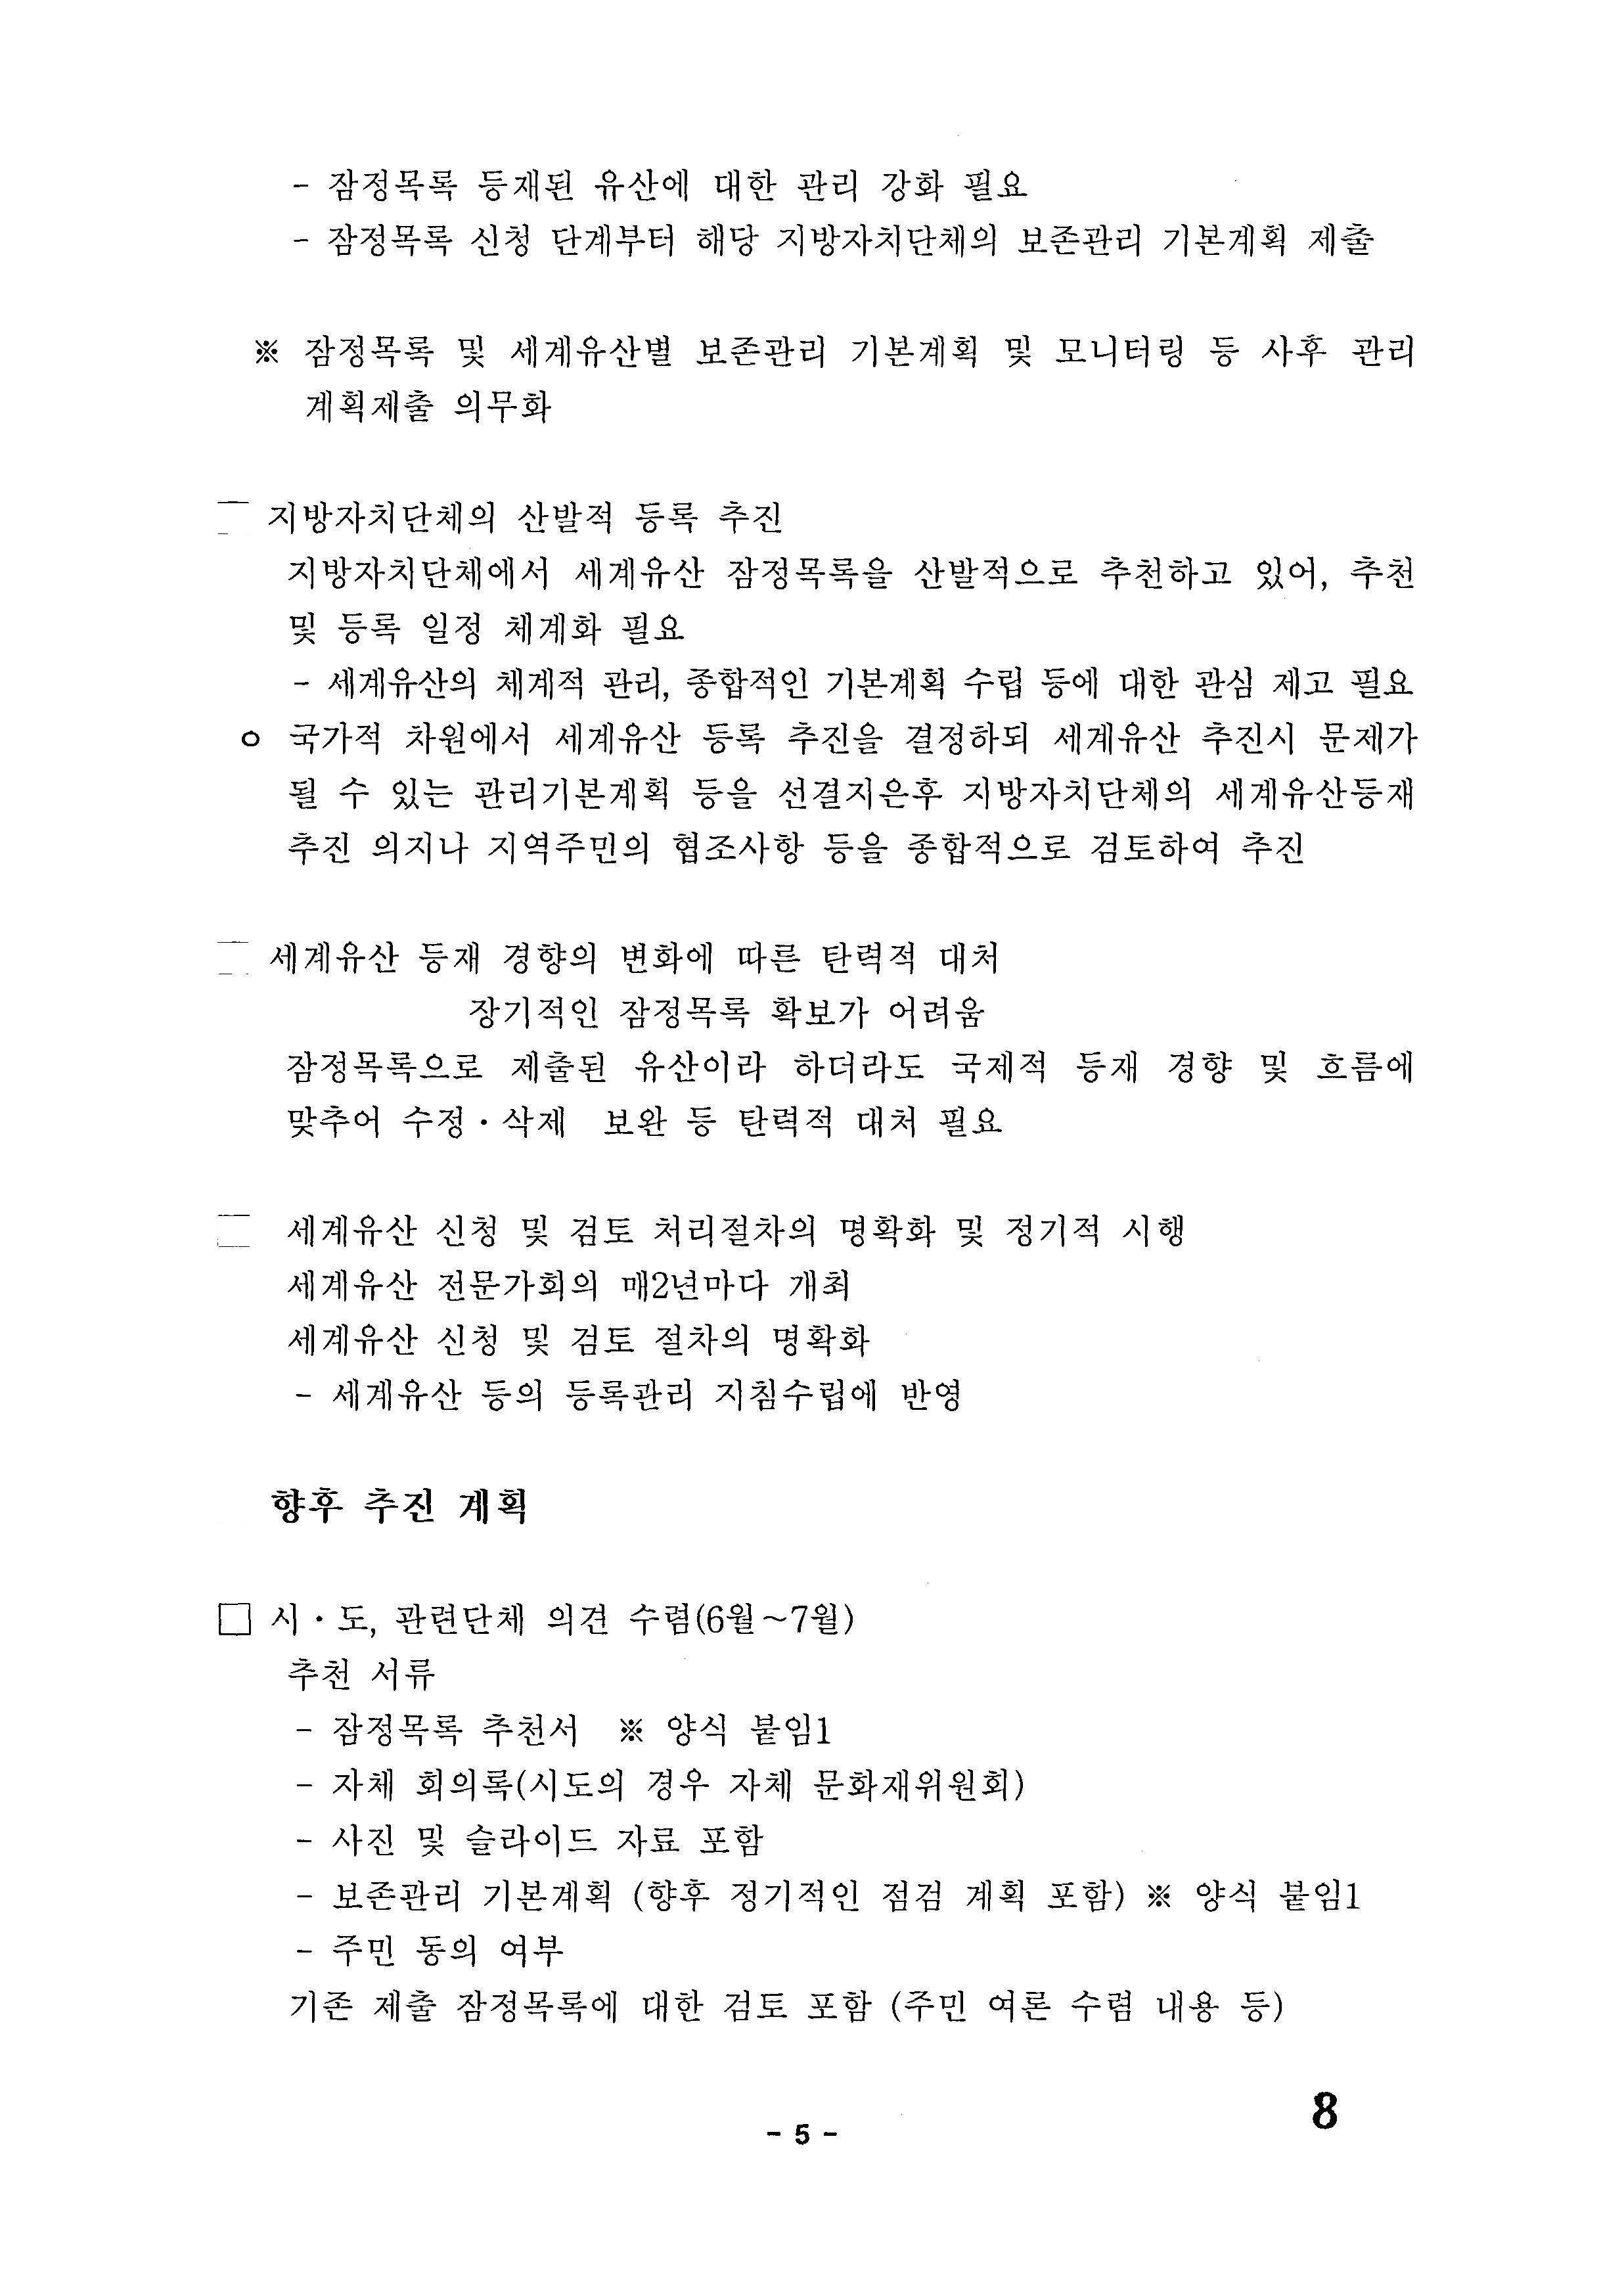 - 잠정목록 등재된 유산에 대한 관리 강화 필요
- 잠정목록 신청 단계부터 해당 지방자치단체의 보존관리 기본계획 제출
※ 잠정목록 및 세계유산별 보존관리 기본계획 및 모니터링 등 사후 관리
계획제출 의무화
□ 지방자치단체의 산발적 등록 추진
지방자치단체에서 세계유산 잠정목록을 산발적으로 추천하고 있어, 추천
및 등록 일정 체계화 필요
- 세계유산의 체계적 관리, 종합적인 기본계획 수립 등에 대한 관심 제고 필요
ㅇ 국가적 차원에서 세계유산 등록 추진을 결정하되 세계유산 추진시 문제가
될 수 있는 관리기본계획 등을 선결지은후 지방자치단체의 세계유산등재
추진 의지나 지역주민의 협조사항 등을 종합적으로 검토하여 추진
□ 세계유산 등재 경향의 변화에 따른 탄력적 대처
장기적인 잠정목록 확보가 어려움
잠정목록으로 제출된 유산이라 하더라도 국제적 등재 경향 및 흐름에
맞추어 수정·삭제 보완 등 탄력적 대처 필요
□ 세계유산 신청 및 검토 처리절차의 명확화 및 정기적 시행
세계유산 전문가회의 매2년마다 개최
세계유산 신청 및 검토 절차의 명확화
- 세계유산 등의 등록관리 지침수립에 반영
향후 추진 계획
□ 시·도, 관련단체 의견 수렴(6월~7월)
추천 서류
- 잠정목록 추천서 ※ 양식 붙임1
- 자체 회의록(시도의 경우 자체 문화재위원회)
- 사진 및 슬라이드 자료 포함
- 보존관리 기본계획 (향후 정기적인 점검 계획 포함) ※ 양식 붙임1
- 주민 동의 여부
기존 제출 잠정목록에 대한 검토 포함 (주민 여론 수렴 내용 등)
8
- 5 -